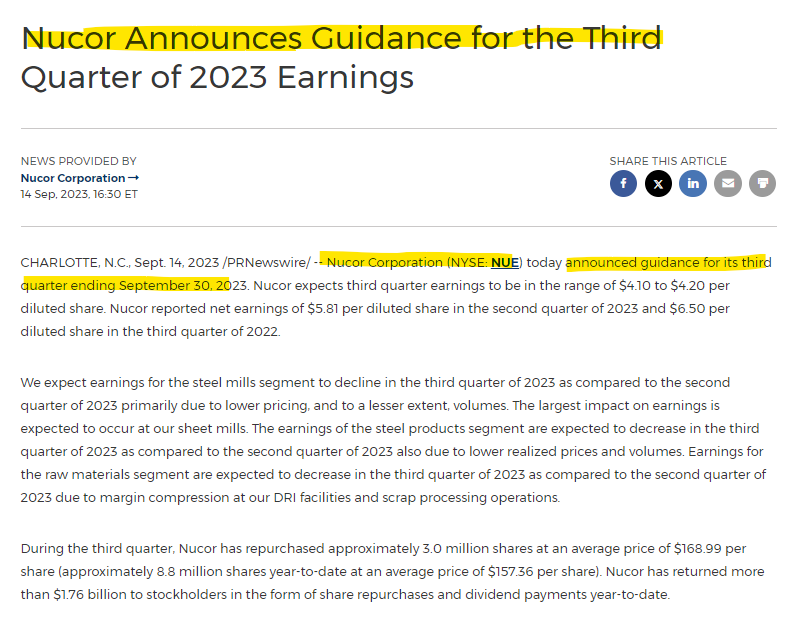 Nucor Announces Guidance for the Third
Quarter of 2023 Earnings
NEWS PROVIDED BY
Nucor Corporation →
14 Sep, 2023, 16:30 ET
SHARE THIS ARTICLE
f X in
CHARLOTTE, N.C., Sept. 14, 2023 /PRNewswire/ -- Nucor Corporation (NYSE: NUE) today announced guidance for its third
quarter ending September 30, 2023. Nucor expects third quarter earnings to be in the range of $4.10 to $4.20 per
diluted share. Nucor reported net earnings of $5.81 per diluted share in the second quarter of 2023 and $6.50 per
diluted share in the third quarter of 2022.
We expect earnings for the steel mills segment to decline in the third quarter of 2023 as compared to the second
quarter of 2023 primarily due to lower pricing, and to a lesser extent, volumes. The largest impact on earnings is
expected to occur at our sheet mills. The earnings of the steel products segment are expected to decrease in the third
quarter of 2023 as compared to the second quarter of 2023 also due to lower realized prices and volumes. Earnings for
the raw materials segment are expected to decrease in the third quarter of 2023 as compared to the second quarter of
2023 due to margin compression at our DRI facilities and scrap processing operations.
During the third quarter, Nucor has repurchased approximately 3.0 million shares at an average price of $168.99 per
share (approximately 8.8 million shares year-to-date at an average price of $157.36 per share). Nucor has returned more
than $1.76 billion to stockholders in the form of share repurchases and dividend payments year-to-date.